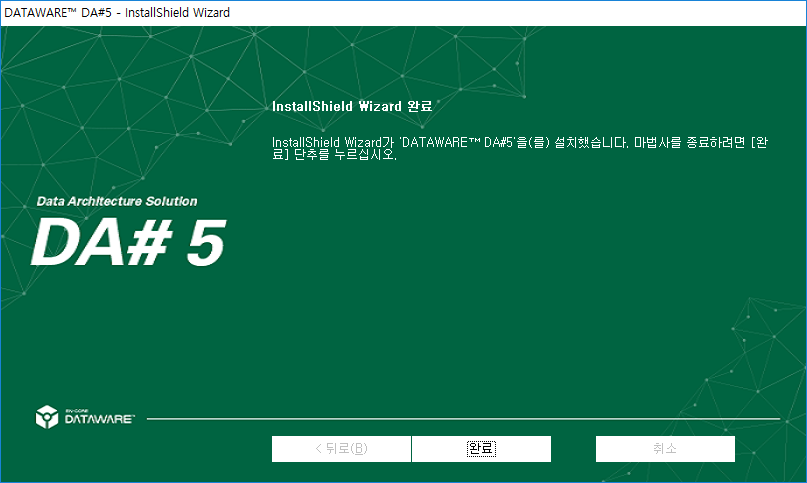 DATAWARE™ DA#5 - InstallShield Wizard
InstallShield Wizard 완료
InstallShield Wizard가 'DATAWARE™ DA#5'을(를) 설치했습니다. 마법사를 종료하려면 [완
료] 단추를 누르십시오.
Data Architecture Solution
DA# 5
EN-CORE
DATAWARE™
< 뒤로(B)
완료
취소